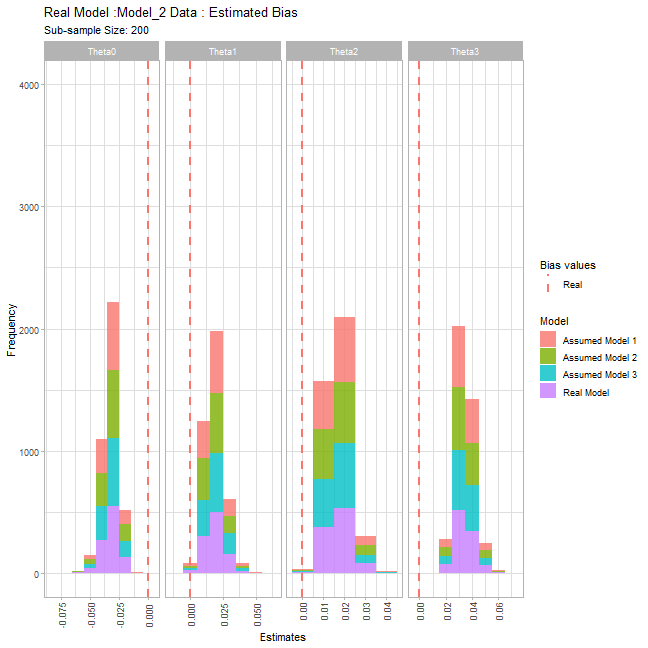 Real Model :Model_2 Data : Estimated Bias
Sub-sample Size: 200
Theta0 Theta1 Theta2 Theta3
4000
3000
2000
1000
0
Frequency
-0.075 -0.050 -0.025 0.000
0.000 0.025 0.050
0.00 0.01 0.02 0.03 0.04
0.00 0.02 0.04 0.06
Estimates
Bias values
Real
Model
Assumed Model 1
Assumed Model 2
Assumed Model 3
Real Model